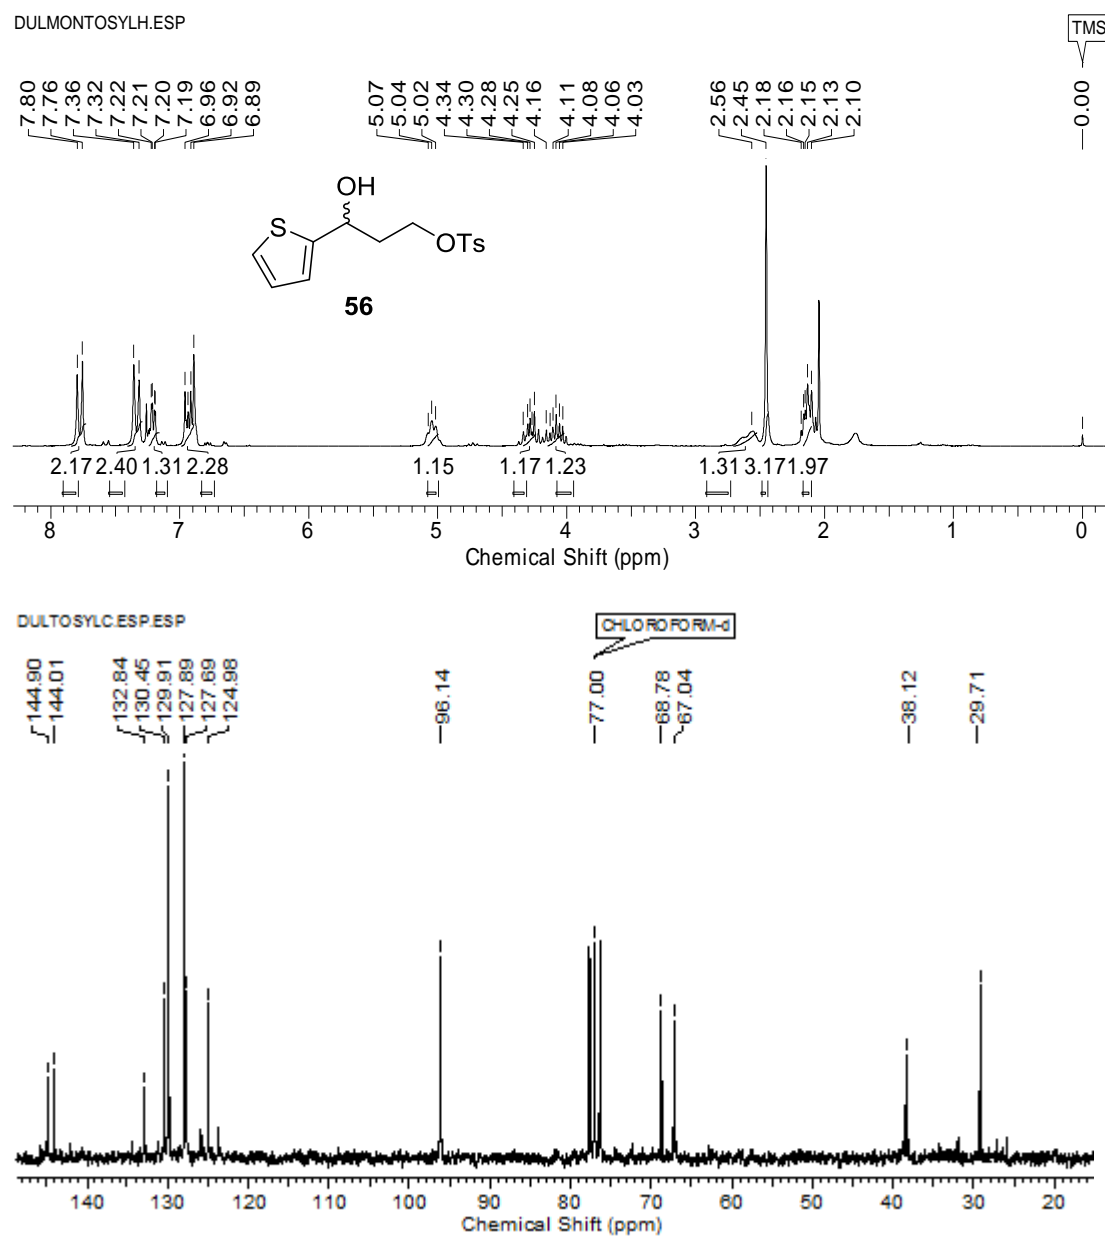 DULMONTOSYLH.ESP
TMS
7.80 7.76 7.36 7.32 7.22 7.21 7.20 7.19 6.96 6.92 6.89 5.07 5.04 5.02 4.34 4.30 4.28 4.25 4.16 4.11 4.08 4.06 4.03 2.56 2.45 2.18 2.16 2.15 2.13 2.10 0.00
OH
S
OTs
56
2.17 2.40 1.31 2.28 1.15 1.17 1.23 1.31 3.17 1.97
8 7 6 5 4 3 2 1 0
Chemical Shift (ppm)
DULTOSYLC.ESP.ESP
CHLOROFORM-d
144.90 144.01 132.84 130.45 129.91 127.89 127.69 124.98 96.14 77.00 68.78 67.04 38.12 29.71
140 130 120 110 100 90 80 70 60 50 40 30 20
Chemical Shift (ppm)